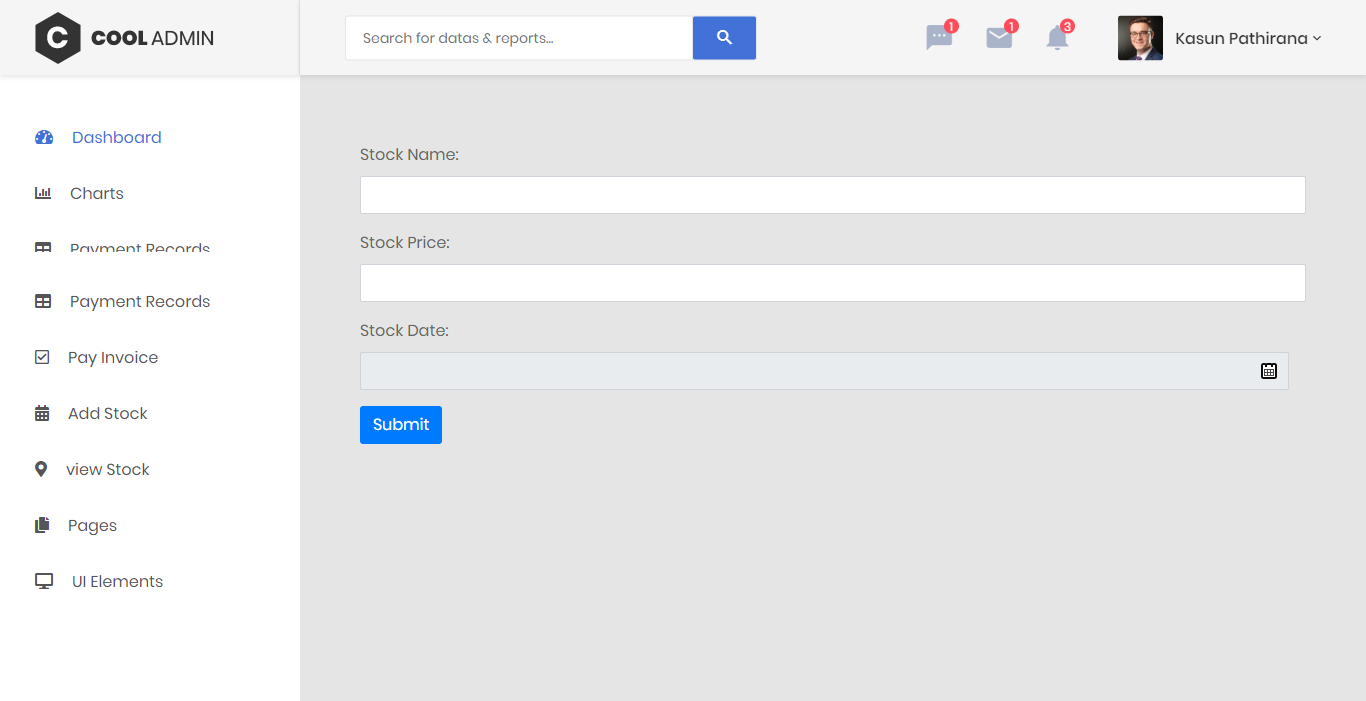 C COOL ADMIN
Search for datas & reports...
1
1
3
Kasun Pathirana
Dashboard
Charts
Payment Records
Payment Records
Pay Invoice
Add Stock
view Stock
Pages
UI Elements
Stock Name:
Stock Price:
Stock Date:
Submit